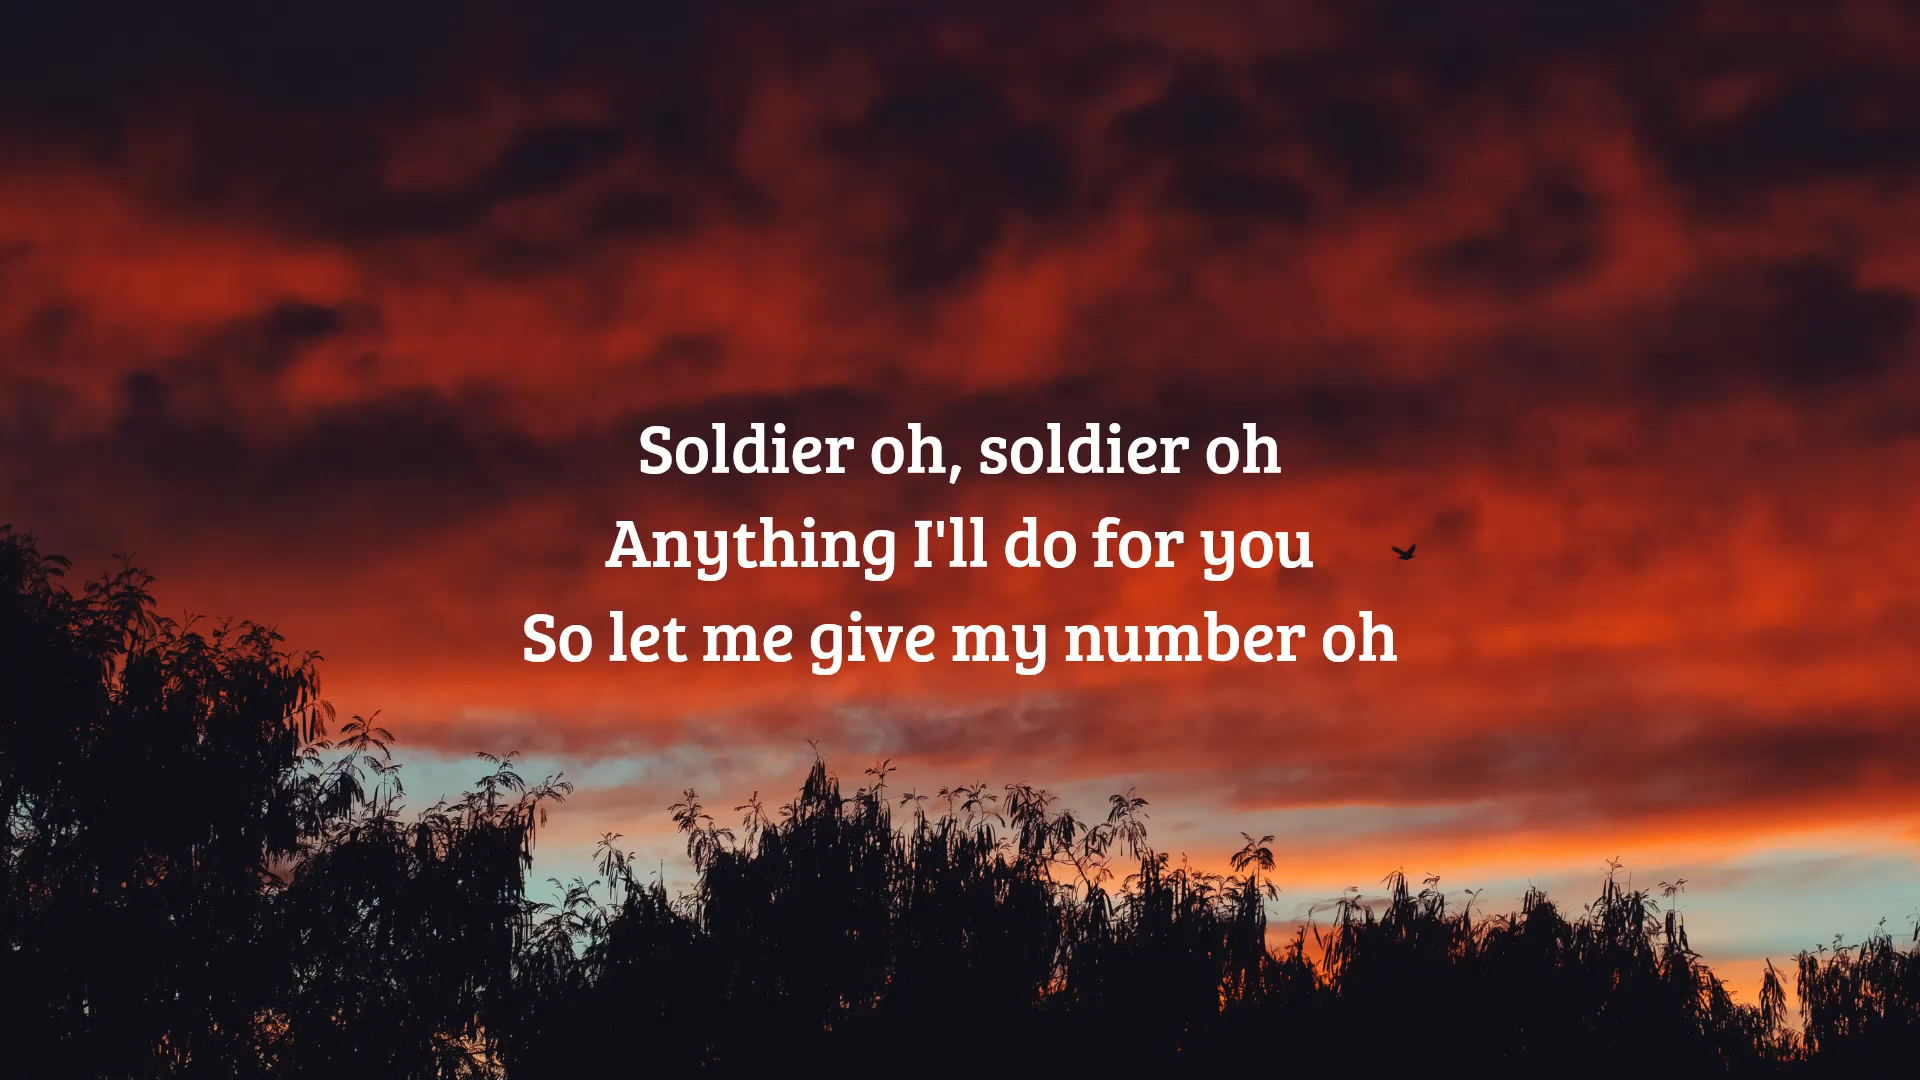 Soldier oh, soldier oh
Anything I'll do for you
So let me give my number oh